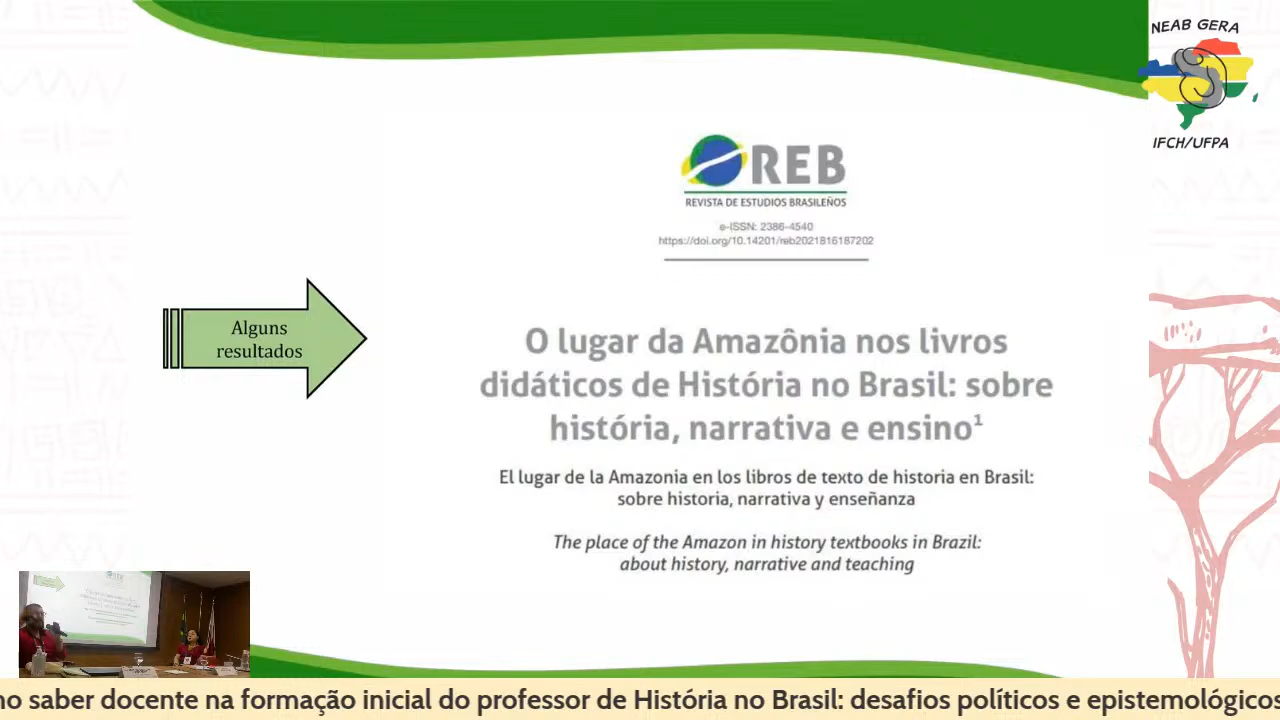 NEAB GERA
IFCH/UFPA
REB
REVISTA DE ESTUDIOS BRASILEÑOS
e-ISSN: 2386-4540
https://doi.org/10.14201/reb2021816187202
Alguns
resultados
O lugar da Amazônia nos livros
didáticos de História no Brasil: sobre
história, narrativa e ensino¹
El lugar de la Amazonia en los libros de texto de historia en Brasil:
sobre historia, narrativa y enseñanza
The place of the Amazon in history textbooks in Brazil:
about history, narrative and teaching
no saber docente na formação inicial do professor de História no Brasil: desafios políticos e epistemológicos